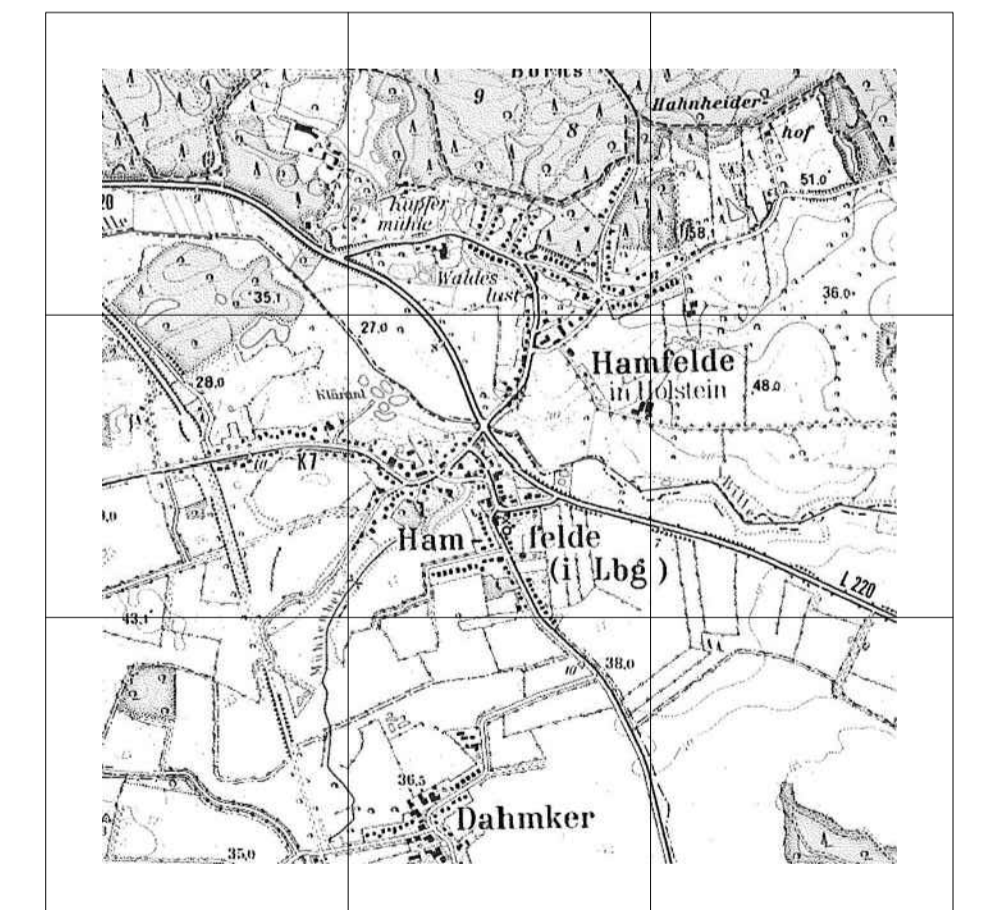 Hahnheider-
hof
9
8
51.0
Kupfer
mühle
58,1
Waldes
lust
35.1
36.0
27,0
28,0
Hamfelde
in Holstein
48.0
K7
10
Ham-felde
(i Lbg)
L 220
43,1
38,0
10
36,5
Dahmker
35,0